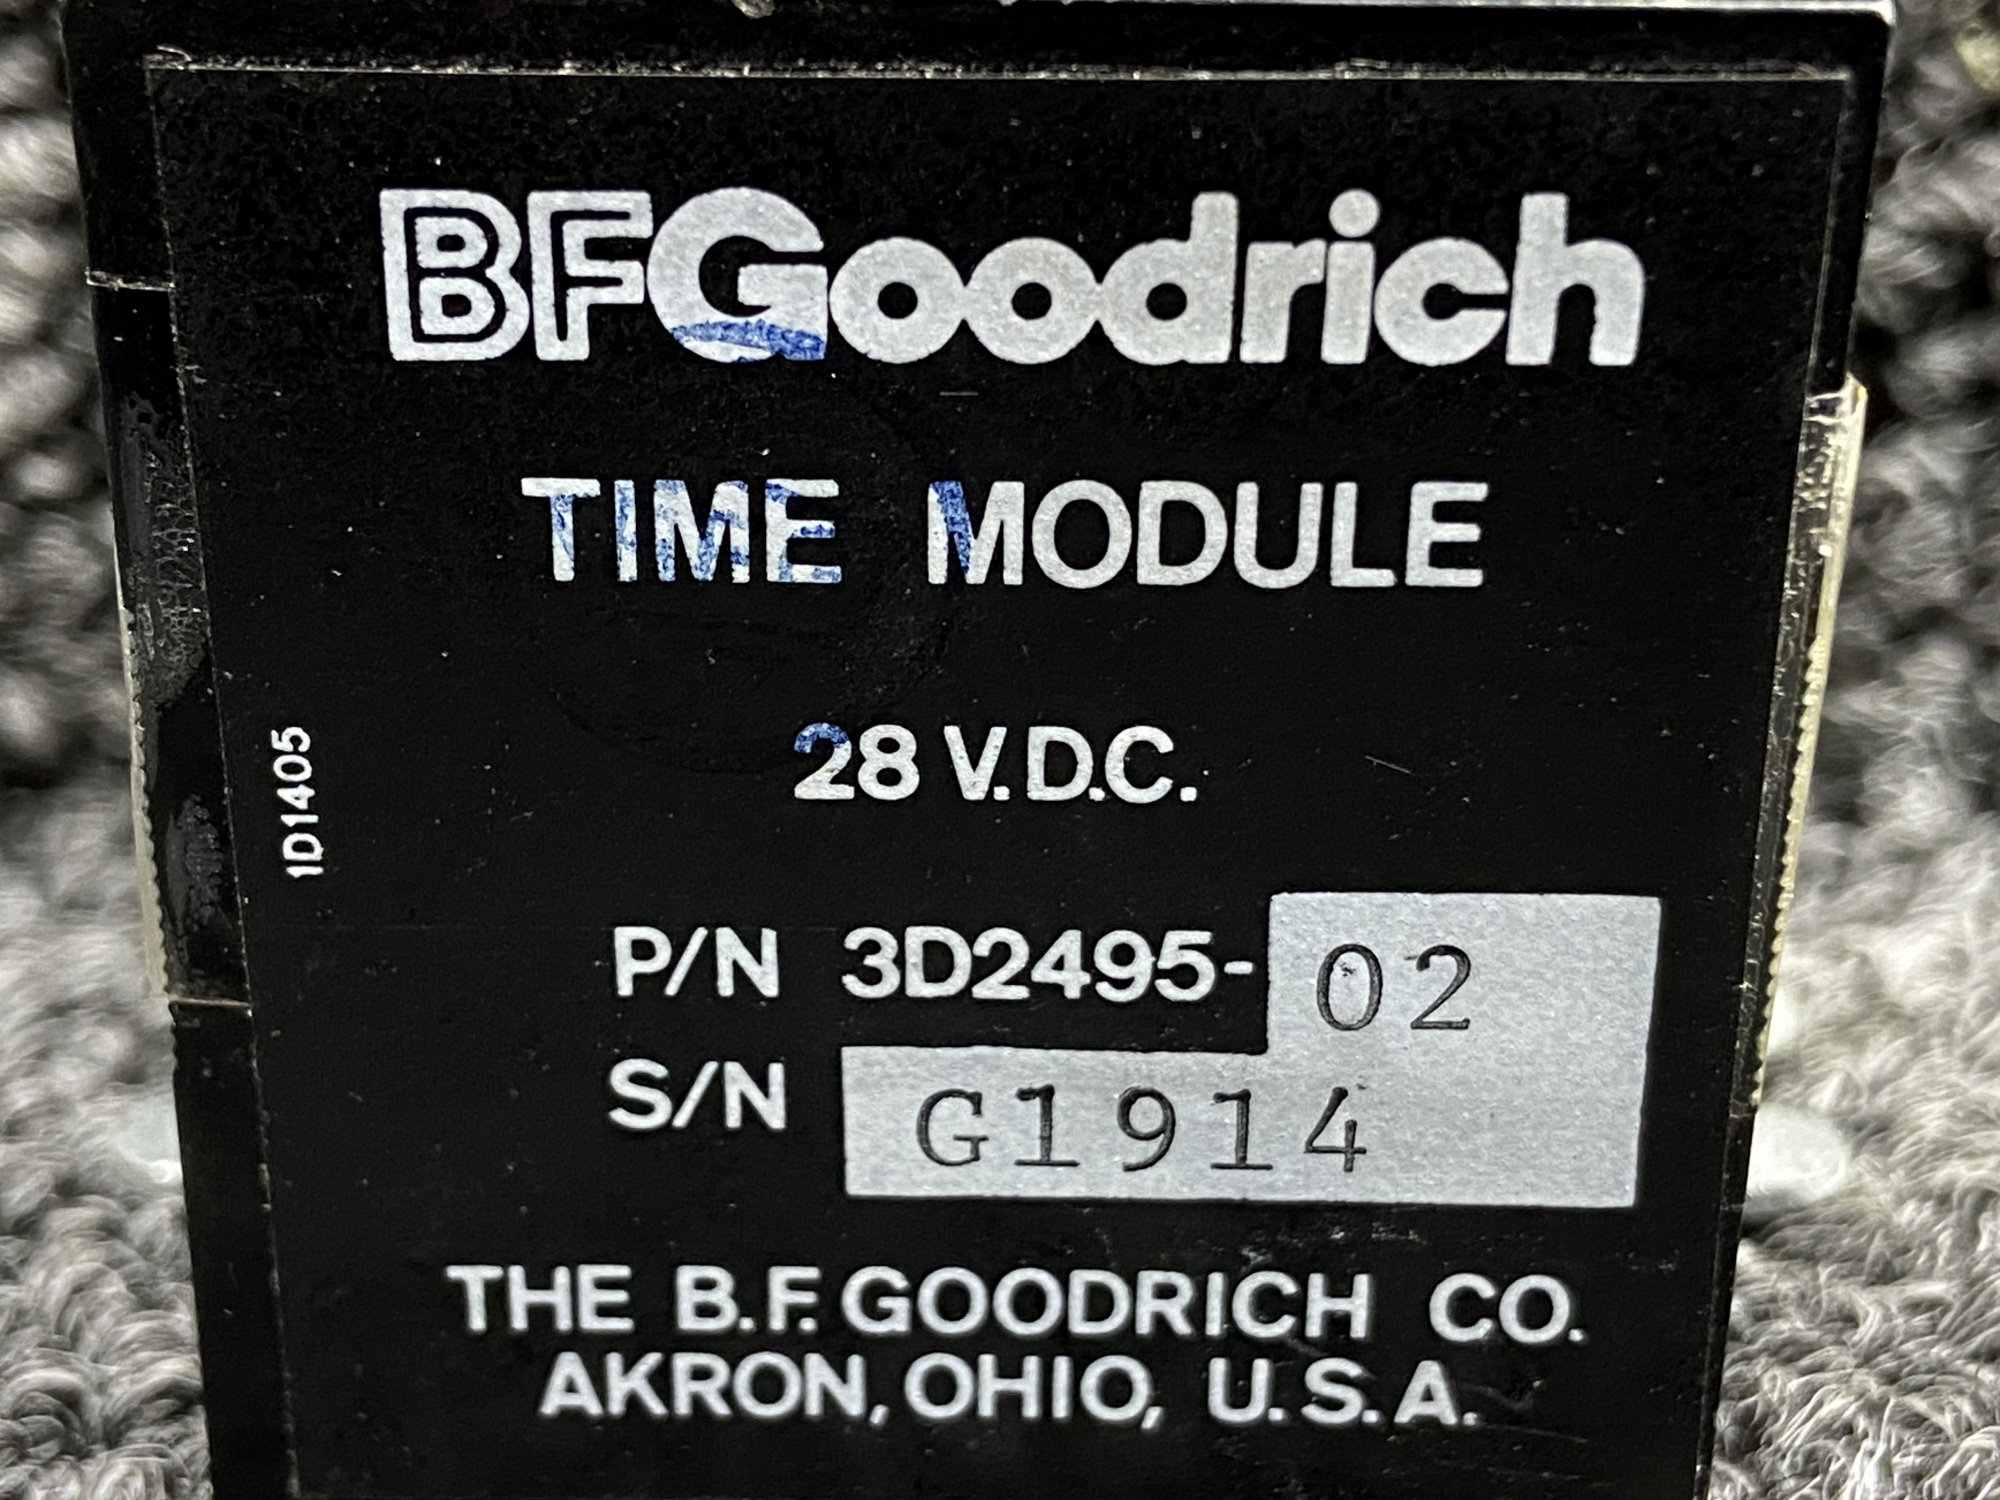 BFGoodrich
TIME MODULE
28 V.D.C.
1D1405
P/N 3D2495-02
S/N G1914
THE B.F. GOODRICH CO.
AKRON, OHIO, U.S.A.